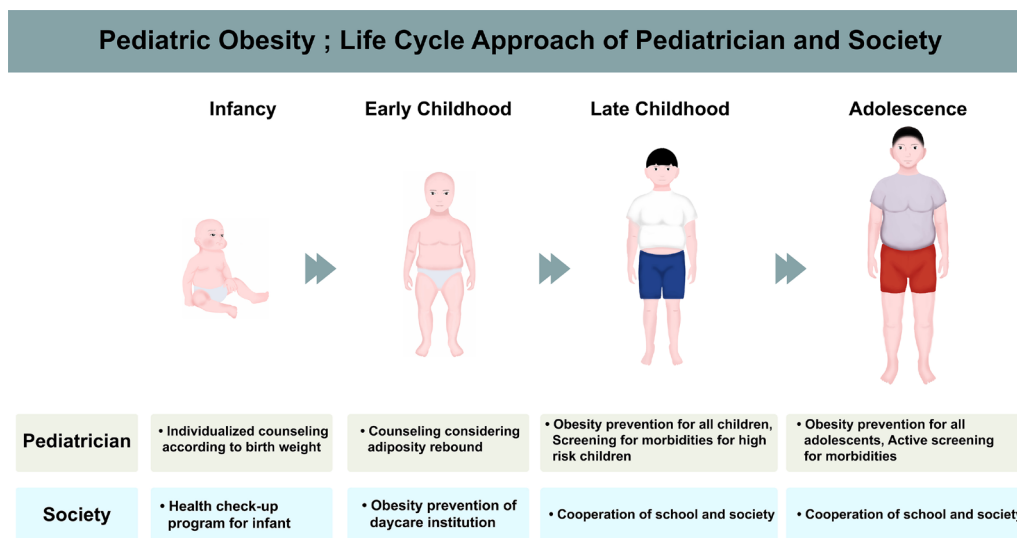 Pediatric Obesity ; Life Cycle Approach of Pediatrician and Society
Infancy
Early Childhood
Late Childhood
Adolescence
Pediatrician
• Individualized counseling
according to birth weight
• Counseling considering
adiposity rebound
• Obesity prevention for all children,
Screening for morbidities for high
risk children
• Obesity prevention for all
adolescents, Active screening
for morbidities
Society
• Health check-up
program for infant
• Obesity prevention of
daycare institution
• Cooperation of school and society
• Cooperation of school and society